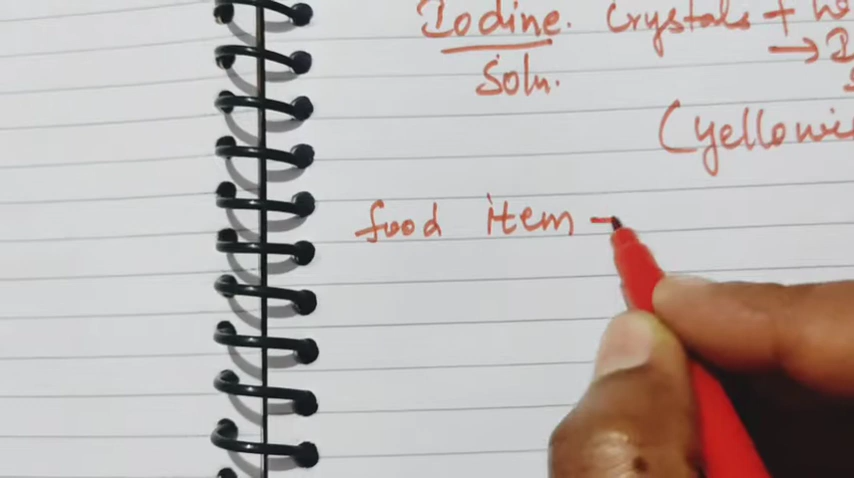 Iodine. Crystals +
Soln. →
(yellowi
food item -